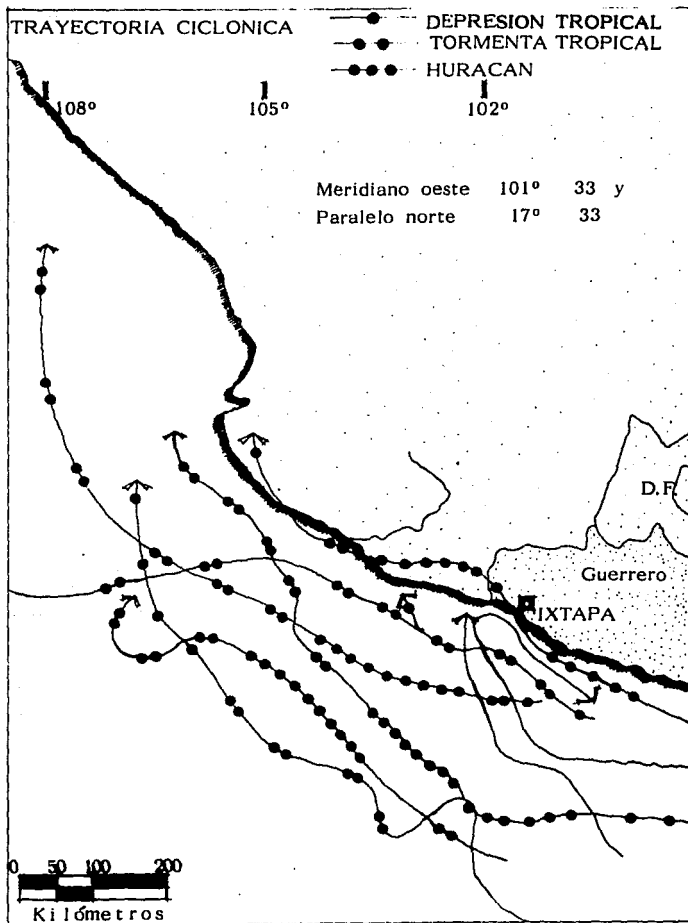 TRAYECTORIA CICLONICA
DEPRESION TROPICAL
TORMENTA TROPICAL
HURACAN
108º 105º 102º
Meridiano oeste 101º 33 y
Paralelo norte 17º 33
D.F.
Guerrero
IXTAPA
0 50 100 200
Kilómetros